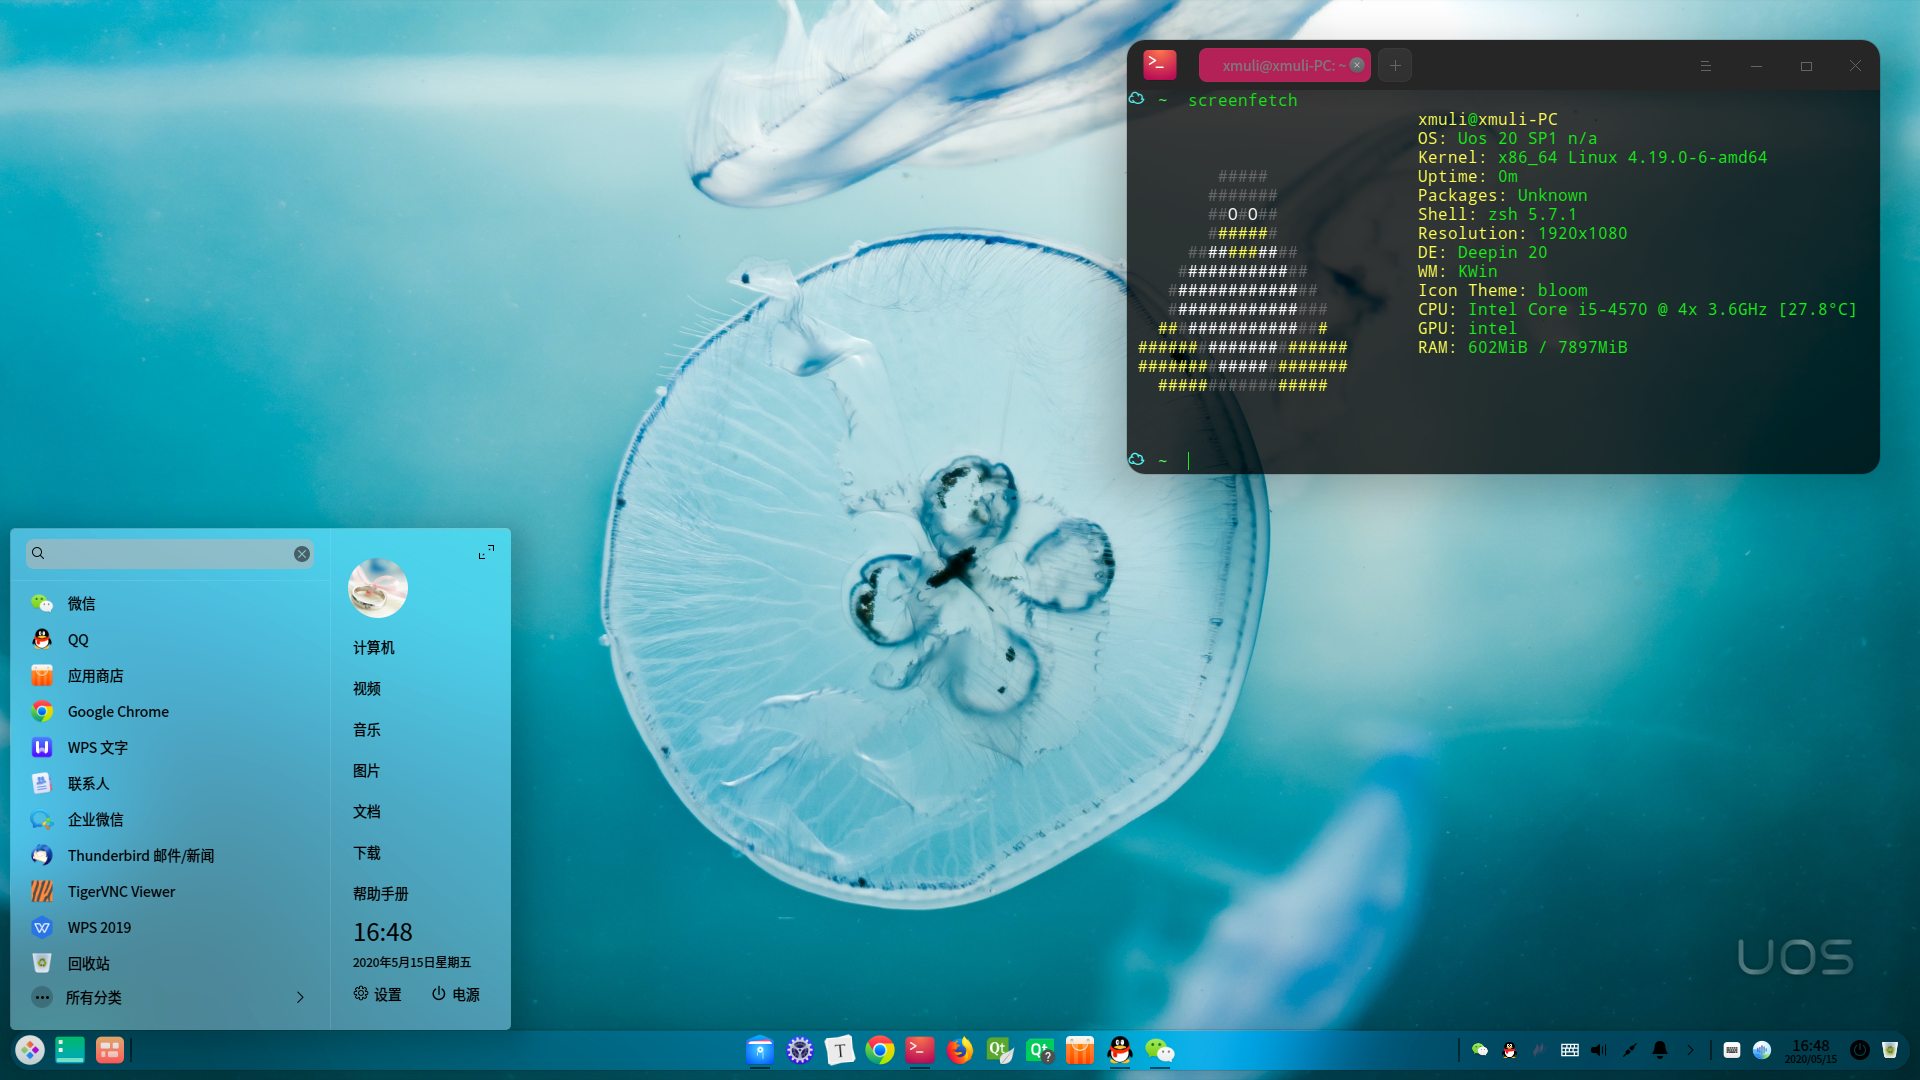 xmuli@xmuli-PC: ~
~ screenfetch
xmuli@xmuli-PC
OS: Uos 20 SP1 n/a
Kernel: x86_64 Linux 4.19.0-6-amd64
Uptime: 0m
Packages: Unknown
Shell: zsh 5.7.1
Resolution: 1920x1080
DE: Deepin 20
WM: KWin
Icon Theme: bloom
CPU: Intel Core i5-4570 @ 4x 3.6GHz [27.8°C]
GPU: intel
RAM: 602MiB / 7897MiB
#####
#######
##O#O##
#######
###########
#############
###############
################
#################
#####################
#####################
#################
~
微信
QQ
应用商店
Google Chrome
WPS 文字
联系人
企业微信
Thunderbird 邮件/新闻
TigerVNC Viewer
WPS 2019
回收站
所有分类
计算机
视频
音乐
图片
文档
下载
帮助手册
16:48
2020年5月15日星期五
设置 电源
UOS
16:48
2020/05/15